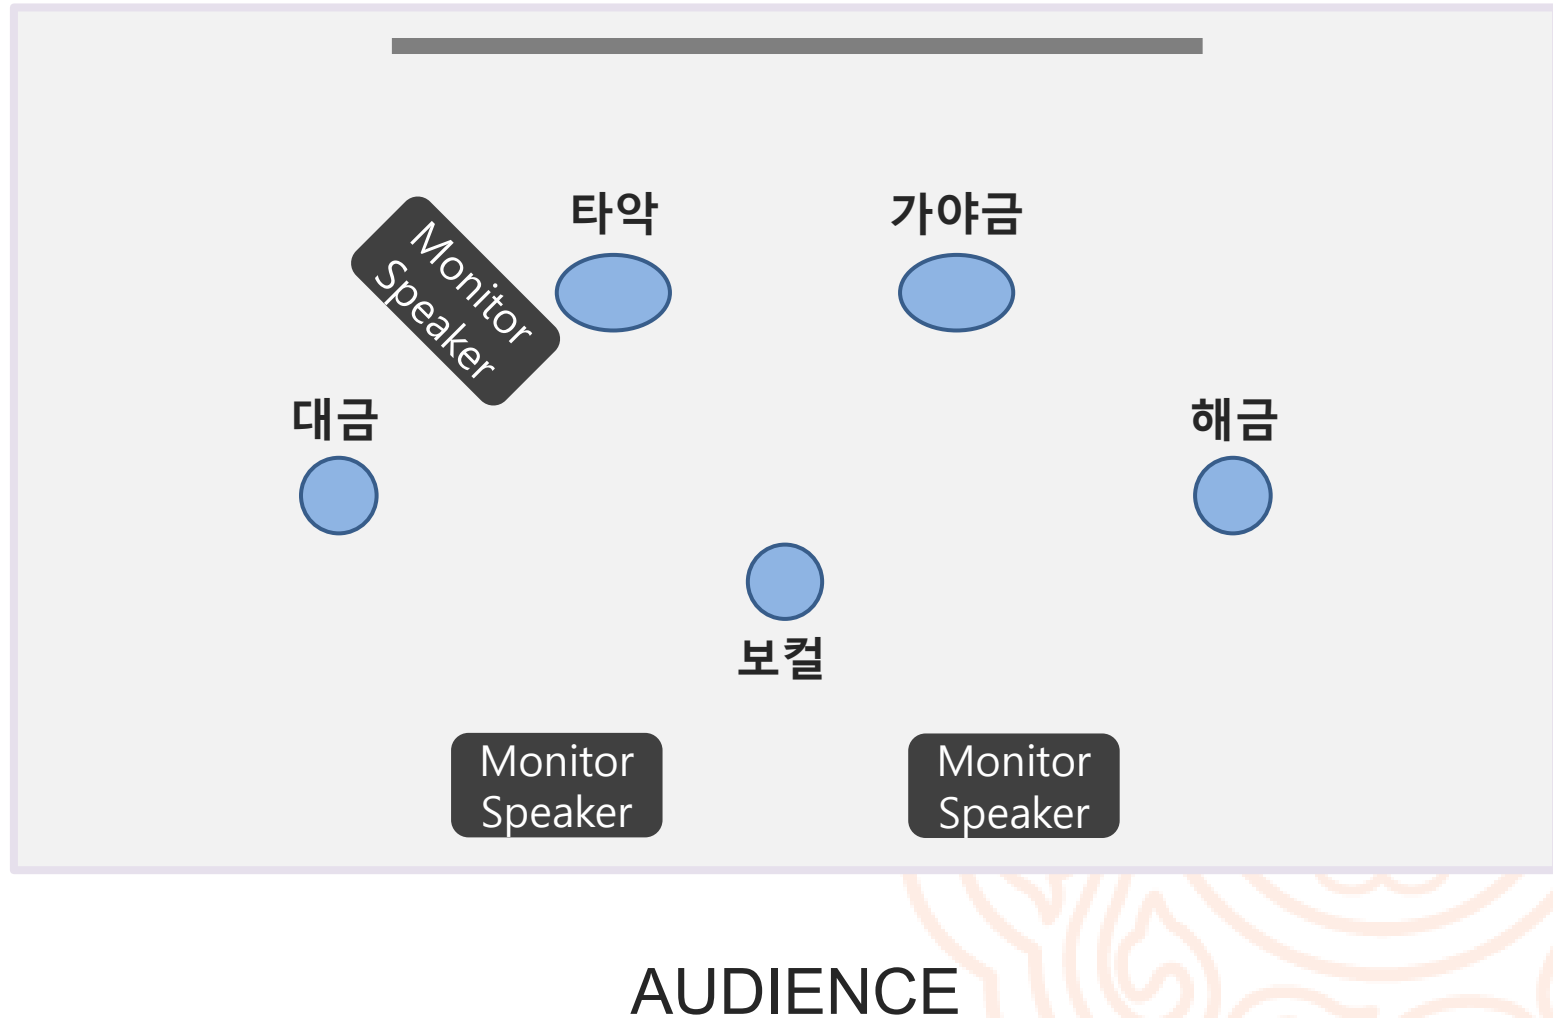 타악
가야금
Monitor
Speaker
대금
해금
보컬
Monitor
Speaker
Monitor
Speaker
AUDIENCE